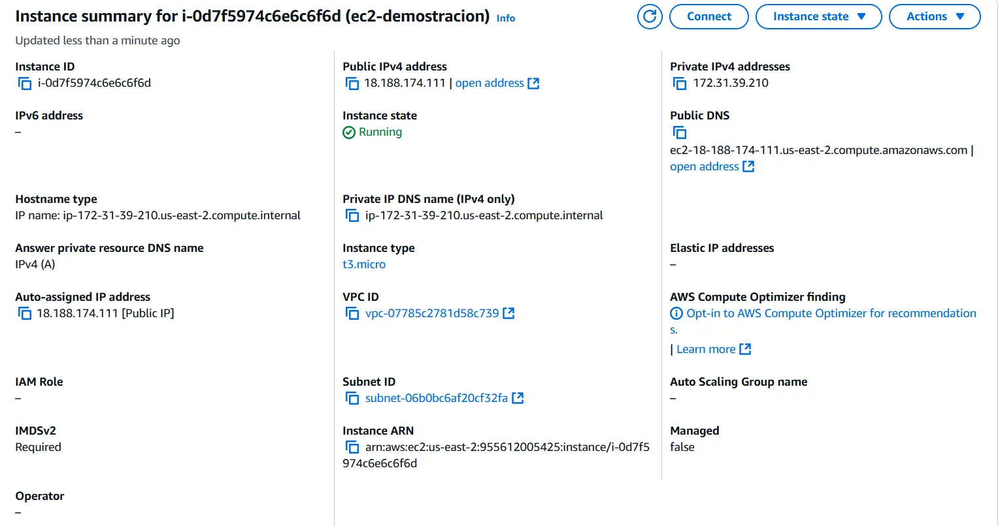 Instance summary for i-0d7f5974c6e6c6f6d (ec2-demostracion) Info
Connect
Instance state
Actions
Updated less than a minute ago
Instance ID
i-0d7f5974c6e6c6f6d
Public IPv4 address
18.188.174.111 | open address
Private IPv4 addresses
172.31.39.210
IPv6 address
–
Instance state
Running
Public DNS
ec2-18-188-174-111.us-east-2.compute.amazonaws.com |
open address
Hostname type
IP name: ip-172-31-39-210.us-east-2.compute.internal
Private IP DNS name (IPv4 only)
ip-172-31-39-210.us-east-2.compute.internal
Answer private resource DNS name
IPv4 (A)
Instance type
t3.micro
Elastic IP addresses
–
Auto-assigned IP address
18.188.174.111 [Public IP]
VPC ID
vpc-07785c2781d58c739
AWS Compute Optimizer finding
Opt-in to AWS Compute Optimizer for recommendation
s.
| Learn more
IAM Role
–
Subnet ID
subnet-06b0bc6af20cf32fa
Auto Scaling Group name
–
IMDSv2
Required
Instance ARN
arn:aws:ec2:us-east-2:955612005425:instance/i-0d7f5
974c6e6c6f6d
Managed
false
Operator
–